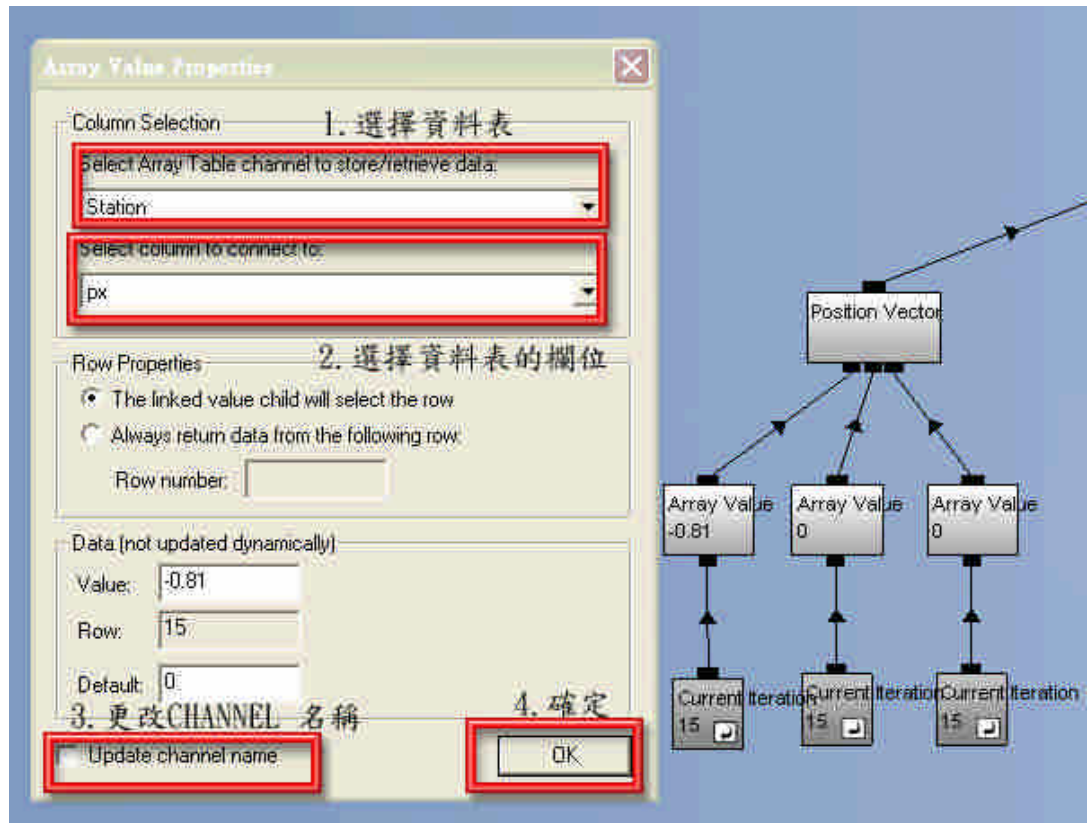 Array Value Properties
Column Selection
1.選擇資料表
Select Array Table channel to store/retrieve data:
Station
Select column to connect to:
px
2.選擇資料表的欄位
Row Properties
The linked value child will select the row
Always return data from the following row:
Row number:
Data (not updated dynamically)
Value: -0.81
Row: 15
Default: 0
3.更改CHANNEL 名稱
4.確定
Update channel name
OK
Position Vector
Array Value
-0.81
Array Value
0
Array Value
0
Current Iteration
15
Current Iteration
15
Current Iteration
15